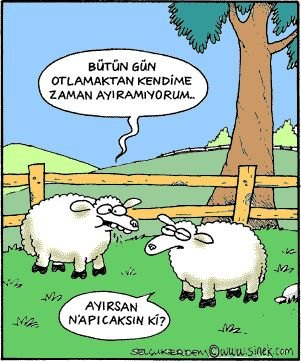 BÜTÜN GÜN
OTLAMAKTAN KENDİME
ZAMAN AYIRAMIYORUM..
AYIRSAN
N'APICAKSIN Kİ?
SELÇUK ERDEM ©www.sinek.com